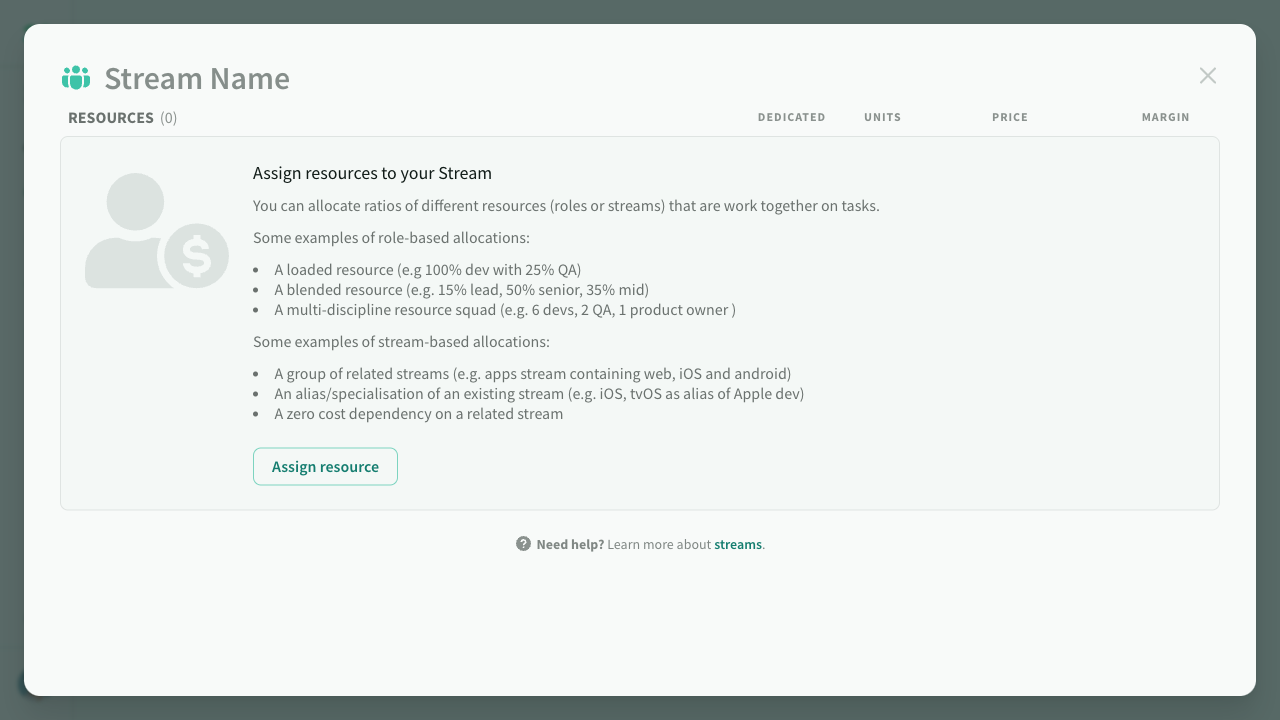 Stream Name
RESOURCES (0) DEDICATED UNITS PRICE MARGIN
Assign resources to your Stream
You can allocate ratios of different resources (roles or streams) that are work together on tasks.
Some examples of role-based allocations:
• A loaded resource (e.g 100% dev with 25% QA)
• A blended resource (e.g. 15% lead, 50% senior, 35% mid)
• A multi-discipline resource squad (e.g. 6 devs, 2 QA, 1 product owner )
Some examples of stream-based allocations:
• A group of related streams (e.g. apps stream containing web, iOS and android)
• An alias/specialisation of an existing stream (e.g. iOS, tvOS as alias of Apple dev)
• A zero cost dependency on a related stream
Assign resource
Need help? Learn more about streams.